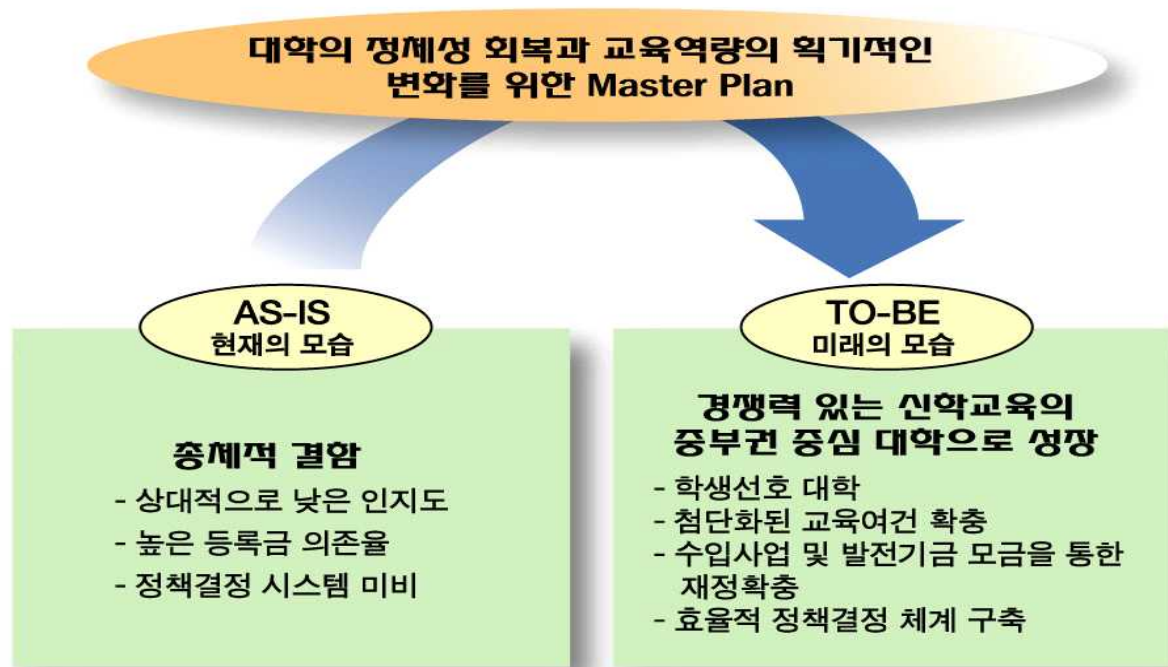 대학의 정체성 회복과 교육역량의 획기적인
변화를 위한 Master Plan
AS-IS
현재의 모습
총체적 결함
- 상대적으로 낮은 인지도
- 높은 등록금 의존율
- 정책결정 시스템 미비
TO-BE
미래의 모습
경쟁력 있는 신학교육의
중부권 중심 대학으로 성장
- 학생선호 대학
- 첨단화된 교육여건 확충
- 수입사업 및 발전기금 모금을 통한
재정확충
- 효율적 정책결정 체계 구축